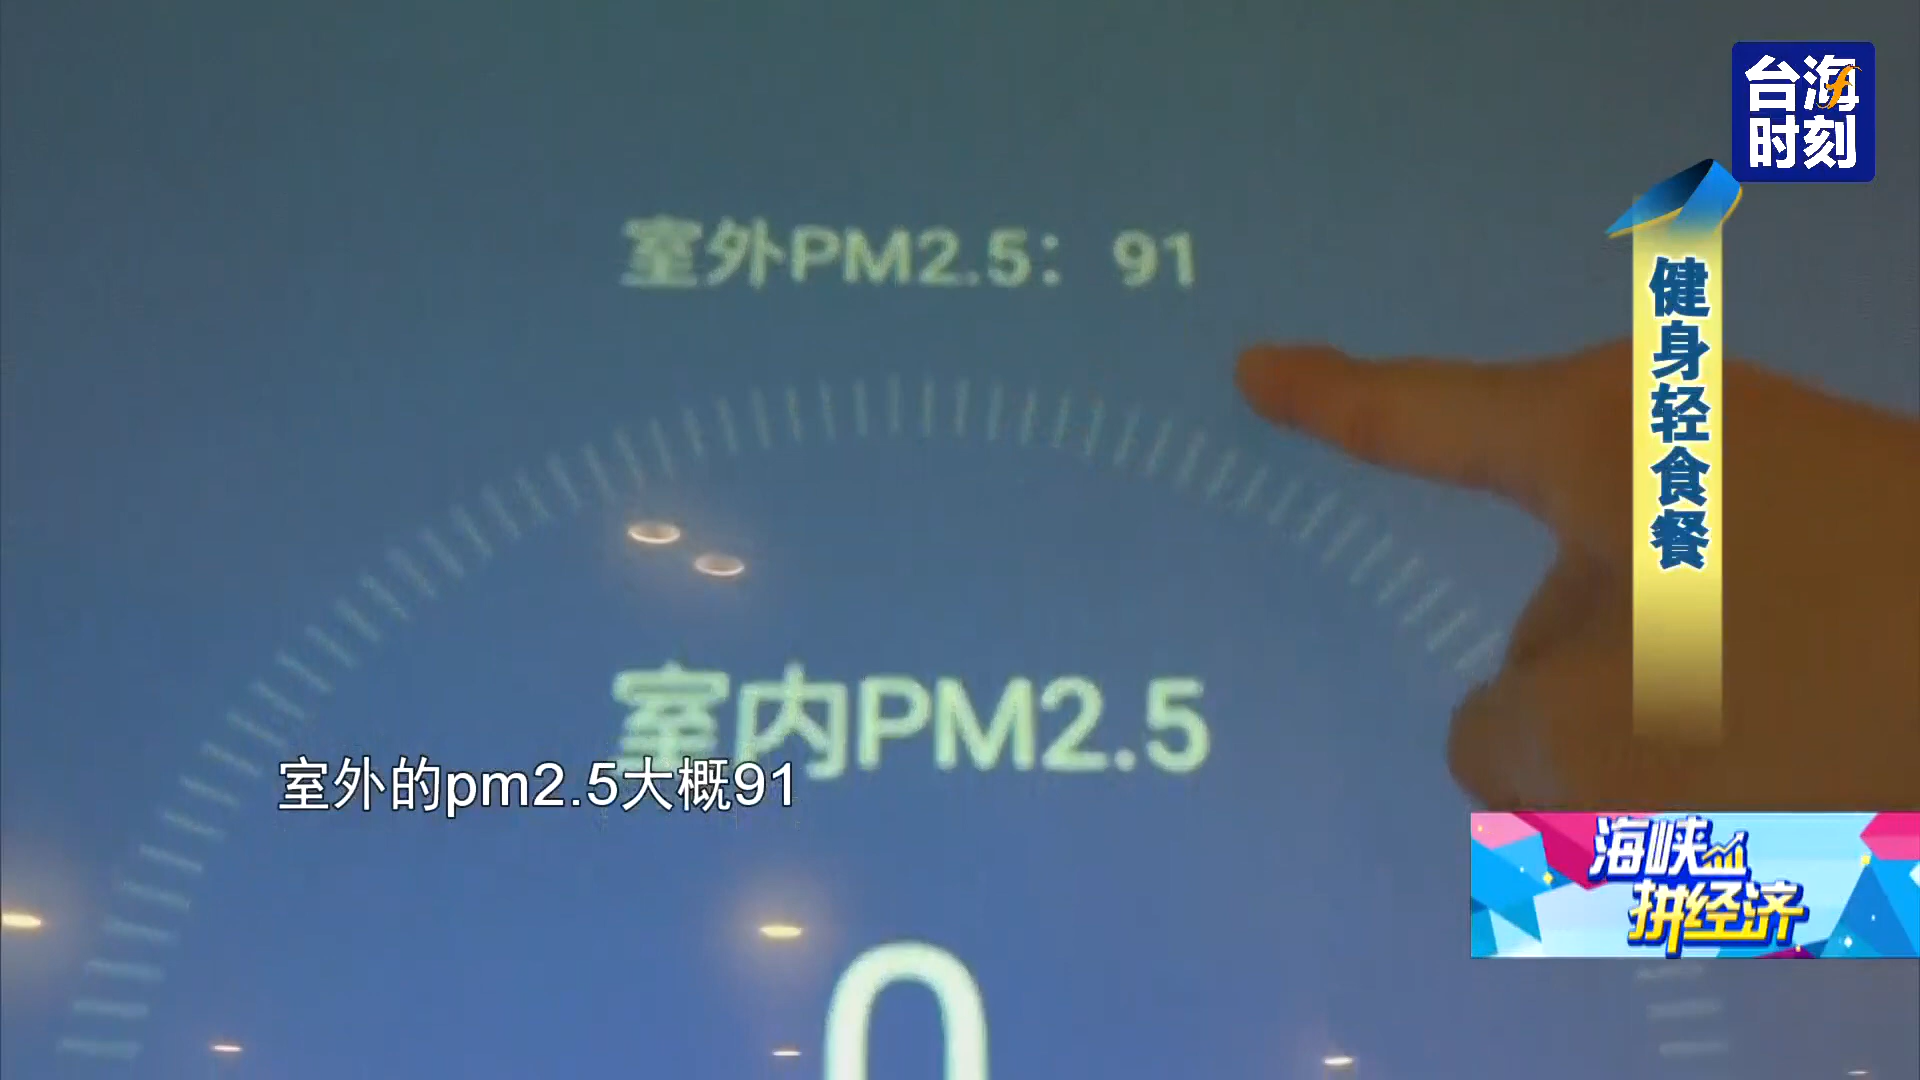 台海
时刻
室外PM2.5：91
健身轻食餐
室内PM2.5
室外的pm2.5大概91
海峡
拼经济